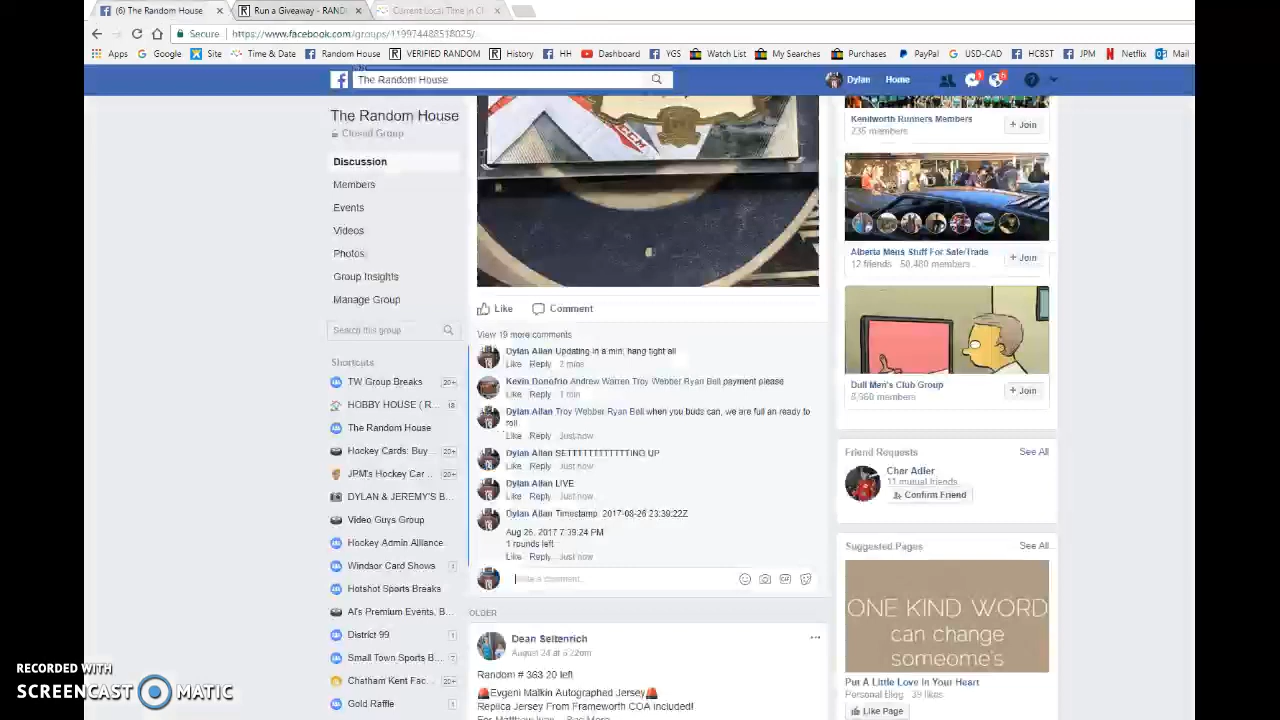 (6) The Random House
Run a Giveaway - RAND
Current Local Time in C
Secure
https://www.facebook.com/groups/119974488518025/
Apps
Google
Site
Time & Date
Random House
VERIFIED RANDOM
History
HH
Dashboard
YGS
Watch List
My Searches
Purchases
PayPal
USD-CAD
HCBST
JPM
Netflix
Mail
The Random House
Dylan
Home
The Random House
Closed Group
Discussion
Members
Events
Videos
Photos
Group Insights
Manage Group
Search this group
Shortcuts
TW Group Breaks 20+
HOBBY HOUSE ( R... 18
The Random House
Hockey Cards: Buy... 20+
JPM's Hockey Car... 20+
DYLAN & JEREMY'S B...
Video Guys Group
Hockey Admin Alliance
Windsor Card Shows
Hotshot Sports Breaks
Al's Premium Events, B...
District 99 1
Small Town Sports B...
Chatham Kent Fac... 20+
Gold Raffle
CCM
Like
Comment
View 19 more comments
Dylan Allan Updating in a min, hang tight all
Like Reply 2 mins
Kevin Donofrio Andrew Warren Troy Webber Ryan Bell payment please
Like Reply 1 min
Dylan Allan Troy Webber Ryan Bell when you buds can, we are full an ready to
roll
Like Reply Just now
Dylan Allan SETTTTTTTTTTTTING UP
Like Reply Just now
Dylan Allan LIVE
Like Reply Just now
Dylan Allan Timestamp 2017-08-26 23:39:22Z
Aug 26, 2017 7:39:24 PM
1 rounds left
Like Reply Just now
Write a comment...
OLDER
Dean Seltenrich
August 24 at 6:22pm
Random # 363 20 left
Evgeni Malkin Autographed Jersey
Replica Jersey From Frameworth COA included!
Kenilworth Runners Members
235 members
+ Join
Alberta Mens Stuff For Sale/Trade
12 friends · 50,480 members
+ Join
Dull Men's Club Group
+ Join
Friend Requests
See All
Char Adler
11 mutual friends
Confirm Friend
Suggested Pages
See All
ONE KIND WORD
can change
someone's
Put A Little Love In Your Heart
Personal Blog · 39 likes
Like Page
RECORDED WITH
SCREENCAST MATIC